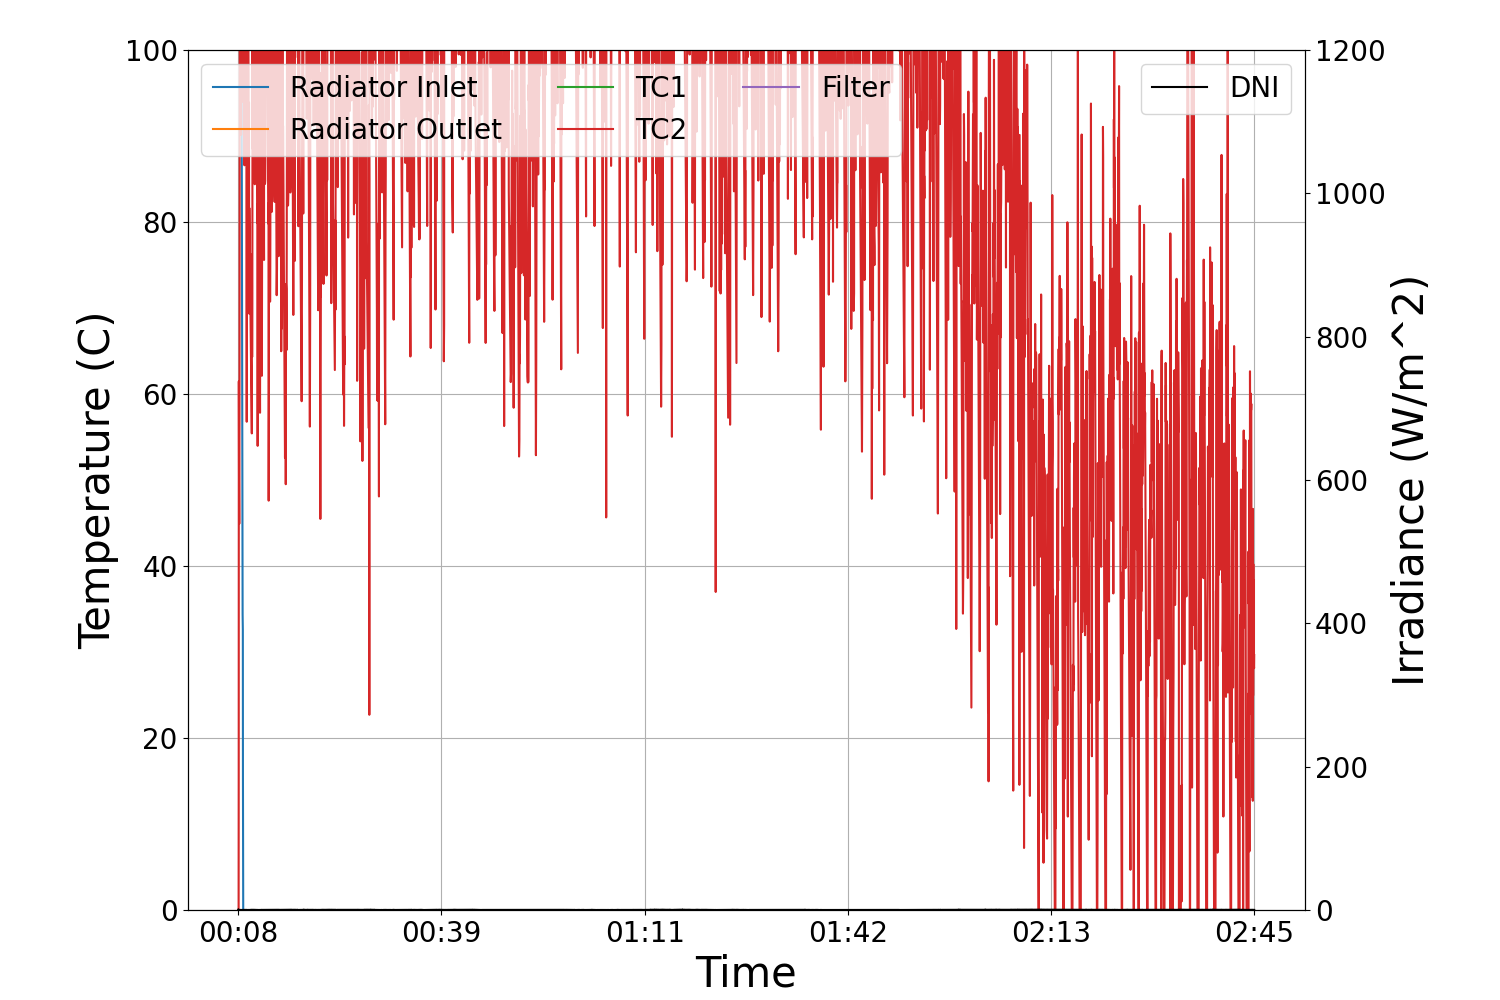 100
80
60
40
20
0
Temperature (C)
Radiator Inlet
Radiator Outlet
TC1
TC2
Filter
DNI
1200
1000
800
600
400
200
0
Irradiance (W/m^2)
00:08
00:39
01:11
01:42
02:13
02:45
Time